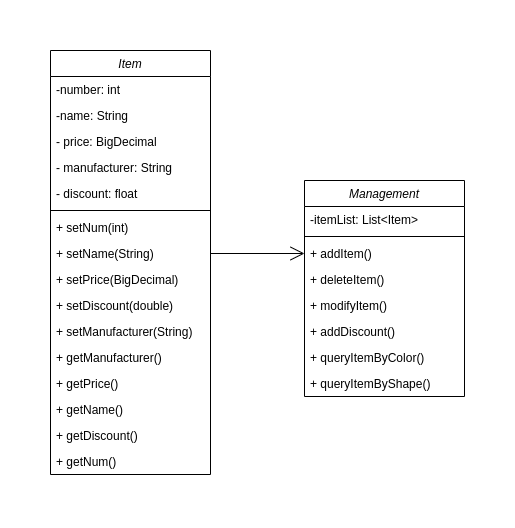 Item
-number: int
-name: String
- price: BigDecimal
- manufacturer: String
- discount: float
+ setNum(int)
+ setName(String)
+ setPrice(BigDecimal)
+ setDiscount(double)
+ setManufacturer(String)
+ getManufacturer()
+ getPrice()
+ getName()
+ getDiscount()
+ getNum()
Management
-itemList: List<Item>
+ addItem()
+ deleteItem()
+ modifyItem()
+ addDiscount()
+ queryItemByColor()
+ queryItemByShape()